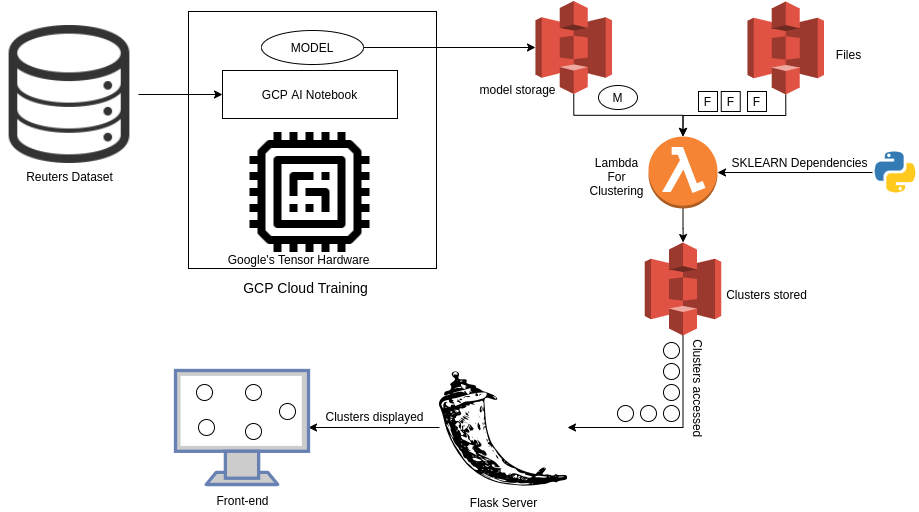 MODEL
GCP AI Notebook
Reuters Dataset
Google's Tensor Hardware
GCP Cloud Training
model storage
M
Files
F F F
Lambda
For
Clustering
SKLEARN Dependencies
Clusters stored
Clusters accessed
Clusters displayed
Front-end
Flask Server